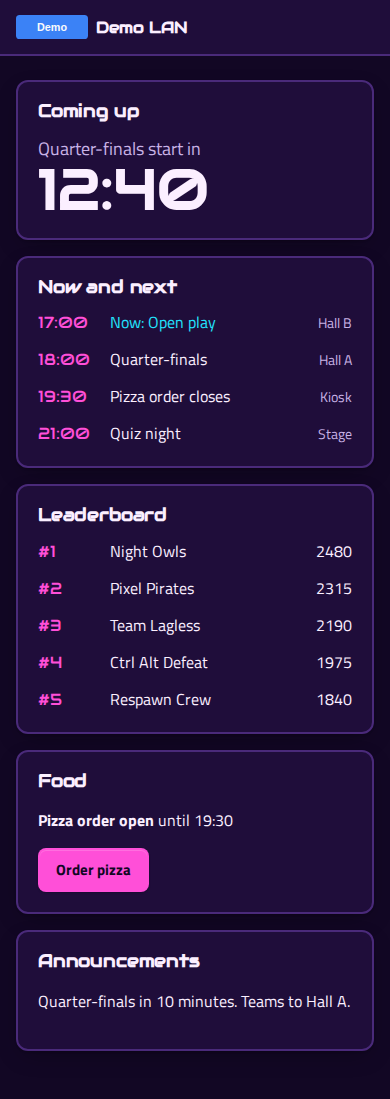 Demo Demo LAN
Coming up
Quarter-finals start in
12:40
Now and next
17:00 Now: Open play Hall B
18:00 Quarter-finals Hall A
19:30 Pizza order closes Kiosk
21:00 Quiz night Stage
Leaderboard
#1 Night Owls 2480
#2 Pixel Pirates 2315
#3 Team Lagless 2190
#4 Ctrl Alt Defeat 1975
#5 Respawn Crew 1840
Food
Pizza order open until 19:30
Order pizza
Announcements
Quarter-finals in 10 minutes. Teams to Hall A.